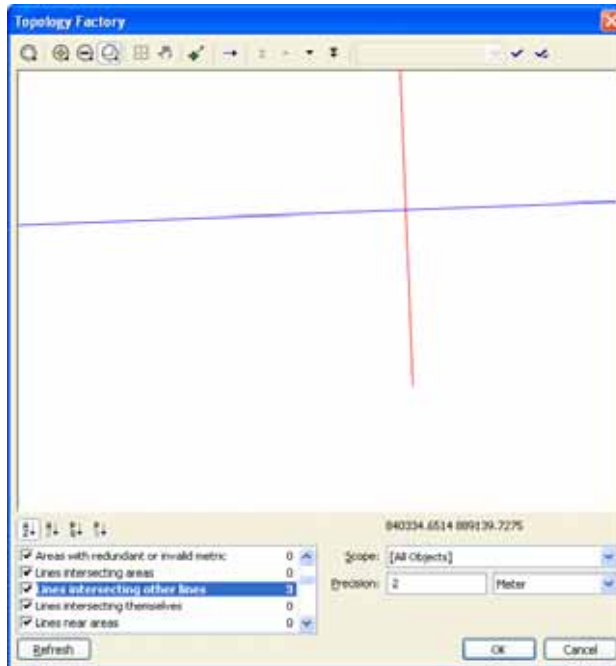 Topology Factory
840334.6514 889139.7275
Areas with redundant or invalid metric 0
Lines intersecting areas 0
Lines intersecting other lines 3
Lines intersecting themselves 0
Lines near areas 0
Scope: [All Objects]
Precision: 2 Meter
Refresh OK Cancel